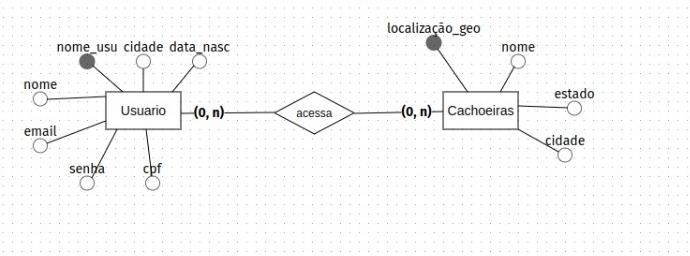 localização_geo
nome_usu cidade data_nasc
nome
nome
estado
Usuario
(0, n)
acessa
(0, n)
Cachoeiras
email
cidade
senha
cpf